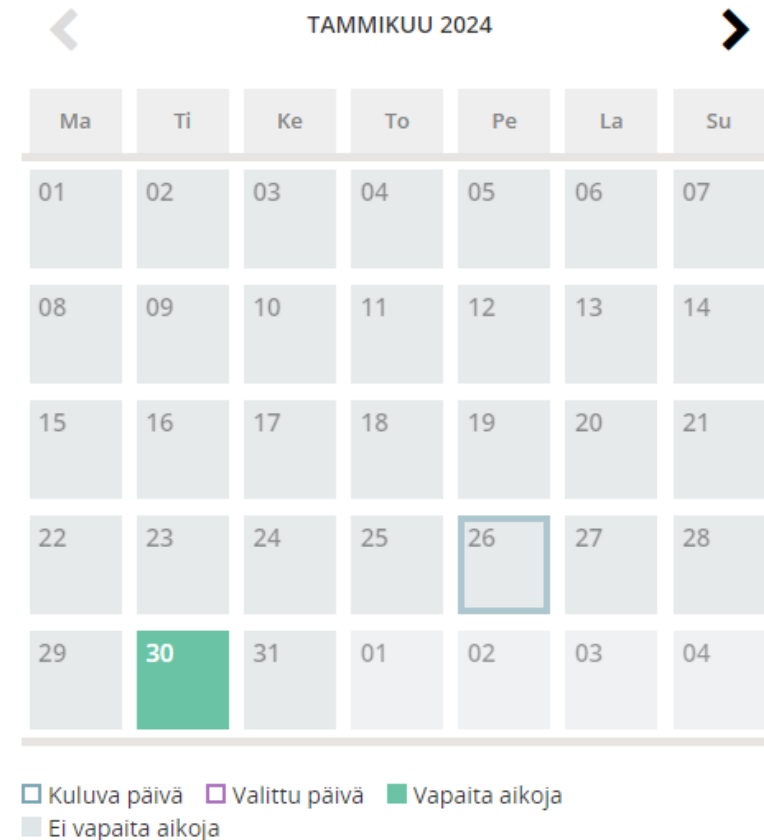 TAMMIKUU 2024
Ma Ti Ke To Pe La Su
01 02 03 04 05 06 07
08 09 10 11 12 13 14
15 16 17 18 19 20 21
22 23 24 25 26 27 28
29 30 31 01 02 03 04
Kuluva päivä Valittu päivä Vapaita aikoja
Ei vapaita aikoja